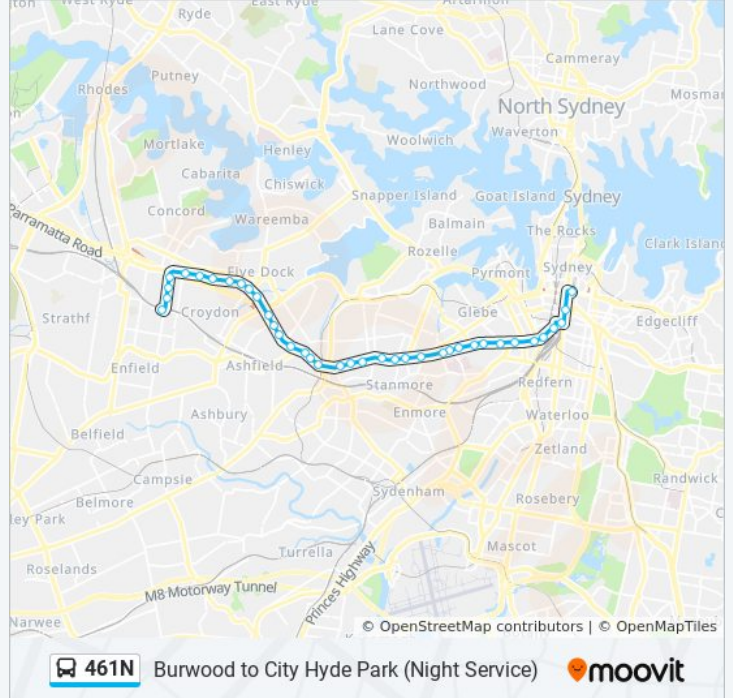 ton
West Ryde
East Ryde
Artarmon
Ryde
Lane Cove
Cammeray
Putney
Rhodes
Northwood
Mosma
North Sydney
on
Waverton
Mortlake
Henley
Woolwich
Cabarita
Chiswick
Snapper Island
Goat Island
Sydney
Concord
Wareemba
Balmain
The Rocks
Parramatta Road
Rozelle
Clark Island
Five Dock
Pyrmont
Sydney
Strathf
Croydon
Glebe
Edgecliff
Enfield
Ashfield
Stanmore
Redfern
Ashbury
Enmore
Waterloo
Belfield
Zetland
Campsie
Randwick
Sydenham
Rosebery
Belmore
C
ley Park
Mascot
Turrella
Roselands
Princes Highway
M8 Motorway Tunnel
Narwee
© OpenStreetMap contributors | © OpenMapTiles
461N Burwood to City Hyde Park (Night Service) moovit